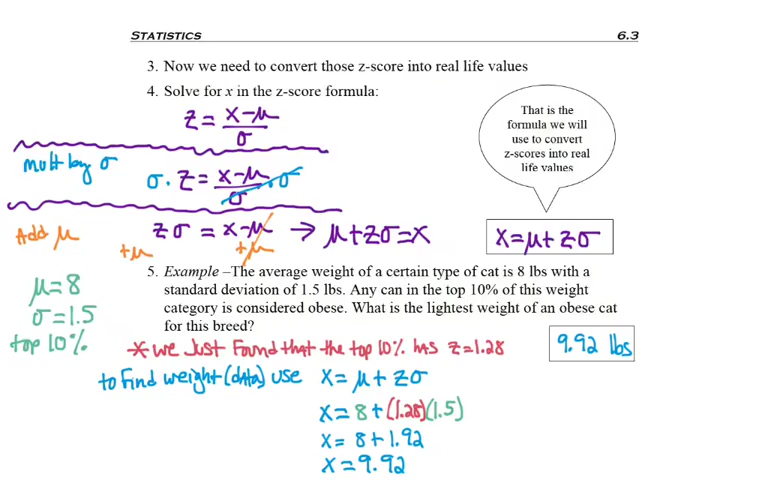 STATISTICS 6.3
3. Now we need to convert those z-score into real life values
4. Solve for x in the z-score formula:
z = (x-μ)/σ
That is the
formula we will
use to convert
z-scores into real
life values
mult by σ
σ · z = (x-μ)/σ · σ
Add μ
zσ = x-μ → μ+zσ=x
+μ +μ
x=μ+zσ
5. Example –The average weight of a certain type of cat is 8 lbs with a
standard deviation of 1.5 lbs. Any can in the top 10% of this weight
category is considered obese. What is the lightest weight of an obese cat
for this breed?
μ=8
σ=1.5
top 10%
9.92 lbs
* we Just Found that the top 10% has z=1.28
to Find weight (data) use x = μ + zσ
x = 8 + (1.28)(1.5)
x = 8 + 1.92
x = 9.92